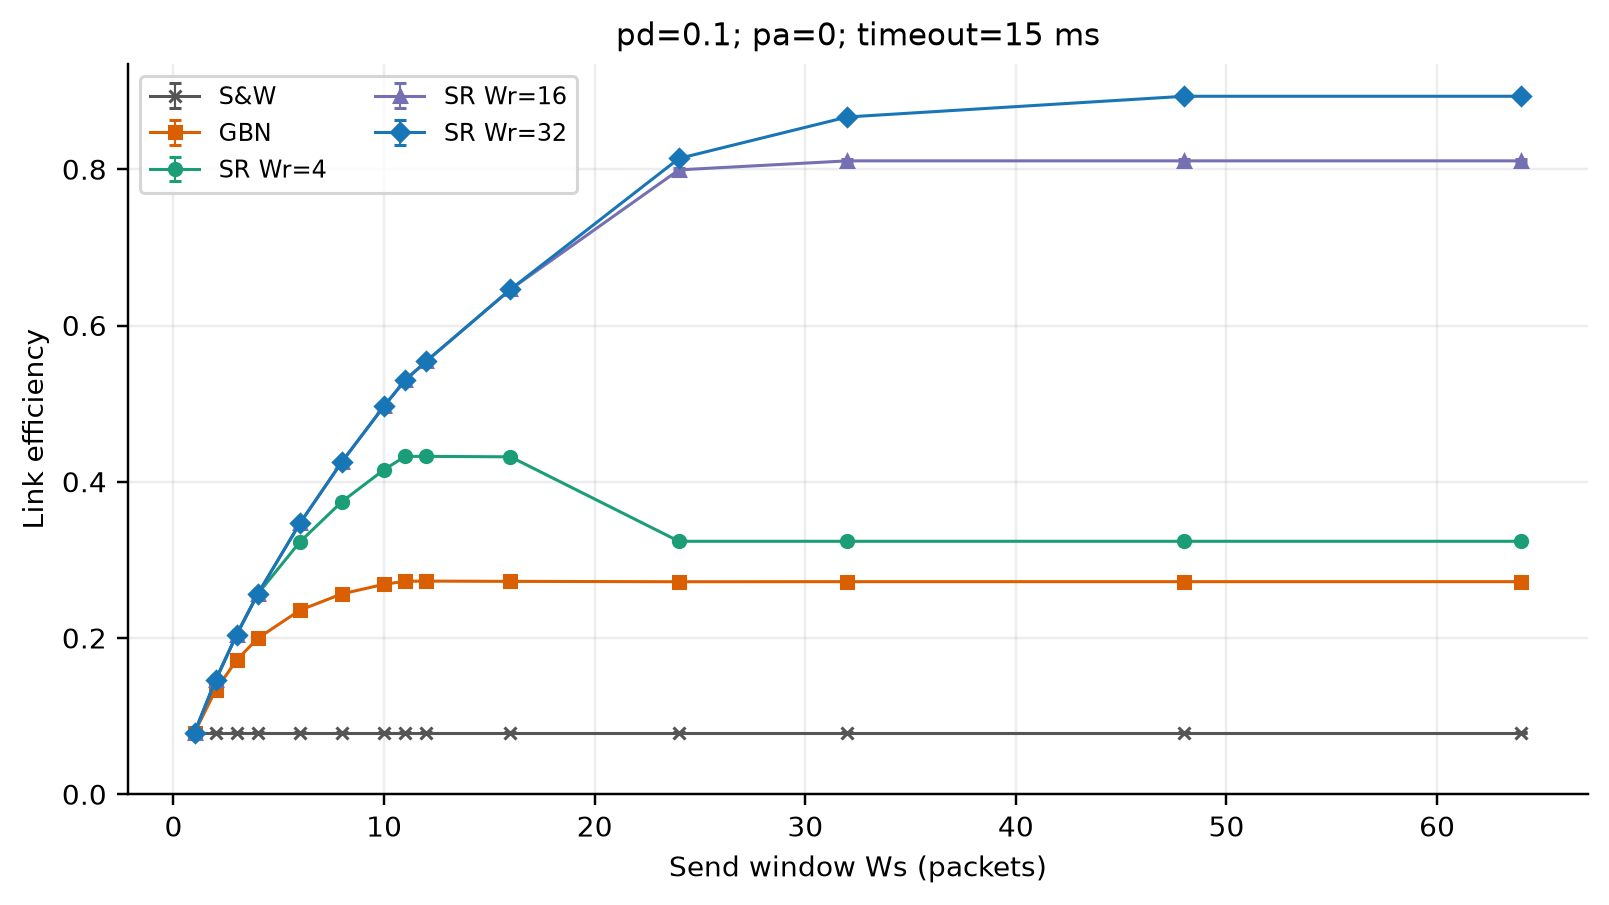 pd=0.1; pa=0; timeout=15 ms
S&W
GBN
SR Wr=4
SR Wr=16
SR Wr=32
Link efficiency
0.8
0.6
0.4
0.2
0.0
0 10 20 30 40 50 60
Send window Ws (packets)